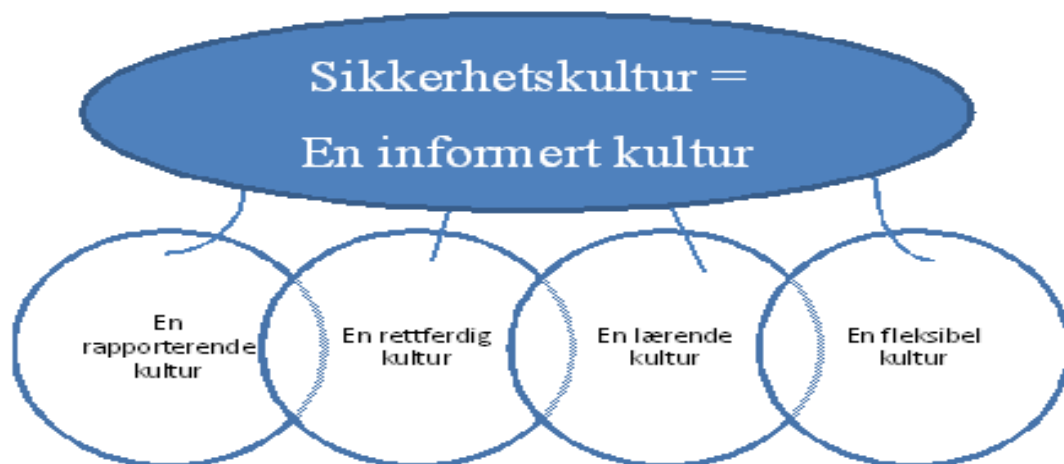 Sikkerhetskultur =
En informert kultur
En
rapporterende
kultur
En rettferdig
kultur
En lærende
kultur
En fleksibel
kultur